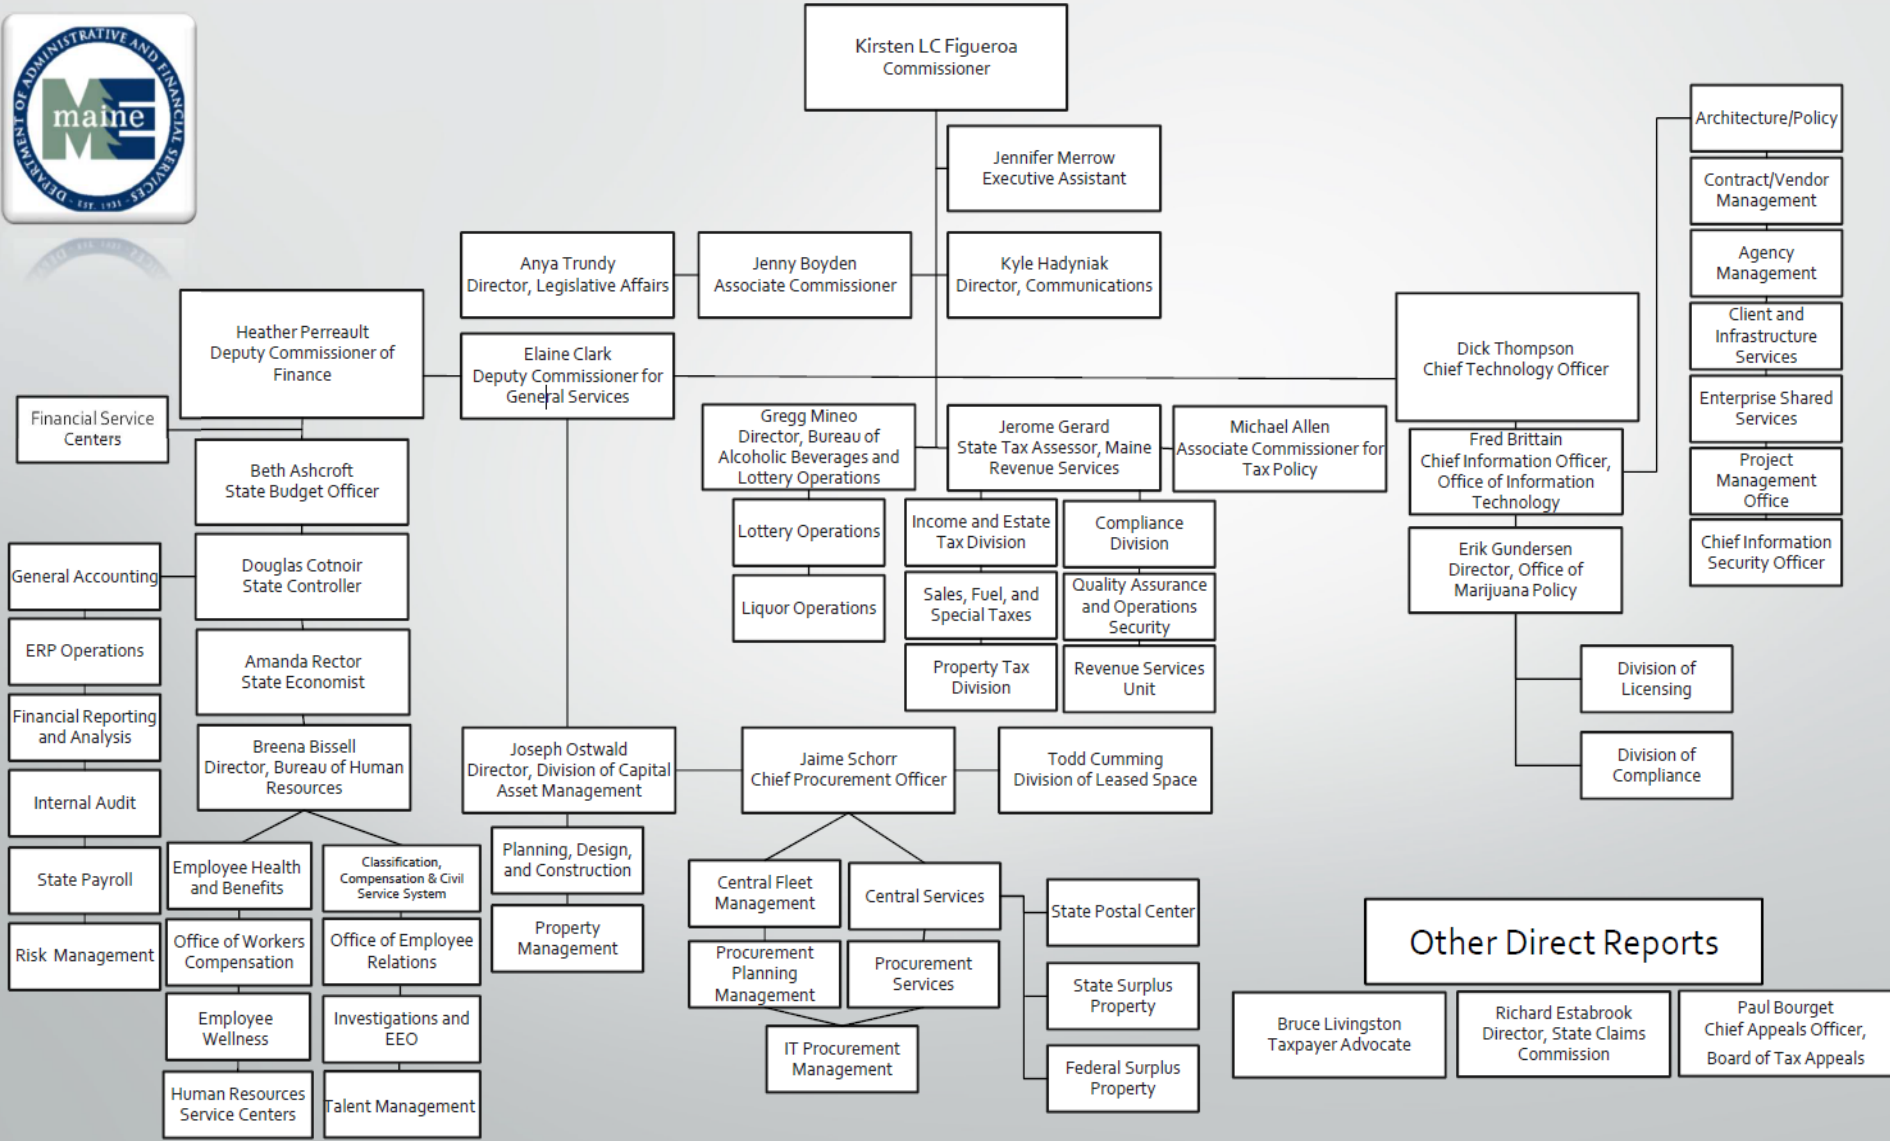 DEPARTMENT OF ADMINISTRATIVE AND FINANCIAL SERVICES
EST. 1931
ME
maine
Kirsten LC Figueroa
Commissioner
Jennifer Merrow
Executive Assistant
Anya Trundy
Director, Legislative Affairs
Jenny Boyden
Associate Commissioner
Kyle Hadyniak
Director, Communications
Heather Perreault
Deputy Commissioner of
Finance
Elaine Clark
Deputy Commissioner for
General Services
Dick Thompson
Chief Technology Officer
Financial Service
Centers
Beth Ashcroft
State Budget Officer
Douglas Cotnoir
State Controller
Amanda Rector
State Economist
Breena Bissell
Director, Bureau of Human
Resources
General Accounting
ERP Operations
Financial Reporting
and Analysis
Internal Audit
State Payroll
Risk Management
Employee Health
and Benefits
Office of Workers
Compensation
Employee
Wellness
Human Resources
Service Centers
Classification,
Compensation & Civil
Service System
Office of Employee
Relations
Investigations and
EEO
Talent Management
Gregg Mineo
Director, Bureau of
Alcoholic Beverages and
Lottery Operations
Lottery Operations
Liquor Operations
Jerome Gerard
State Tax Assessor, Maine
Revenue Services
Michael Allen
Associate Commissioner for
Tax Policy
Income and Estate
Tax Division
Sales, Fuel, and
Special Taxes
Property Tax
Division
Compliance
Division
Quality Assurance
and Operations
Security
Revenue Services
Unit
Joseph Ostwald
Director, Division of Capital
Asset Management
Planning, Design,
and Construction
Property
Management
Jaime Schorr
Chief Procurement Officer
Todd Cumming
Division of Leased Space
Central Fleet
Management
Procurement
Planning
Management
Central Services
Procurement
Services
IT Procurement
Management
State Postal Center
State Surplus
Property
Federal Surplus
Property
Fred Brittain
Chief Information Officer,
Office of Information
Technology
Erik Gundersen
Director, Office of
Marijuana Policy
Division of
Licensing
Division of
Compliance
Architecture/Policy
Contract/Vendor
Management
Agency
Management
Client and
Infrastructure
Services
Enterprise Shared
Services
Project
Management
Office
Chief Information
Security Officer
Other Direct Reports
Bruce Livingston
Taxpayer Advocate
Richard Estabrook
Director, State Claims
Commission
Paul Bourget
Chief Appeals Officer,
Board of Tax Appeals